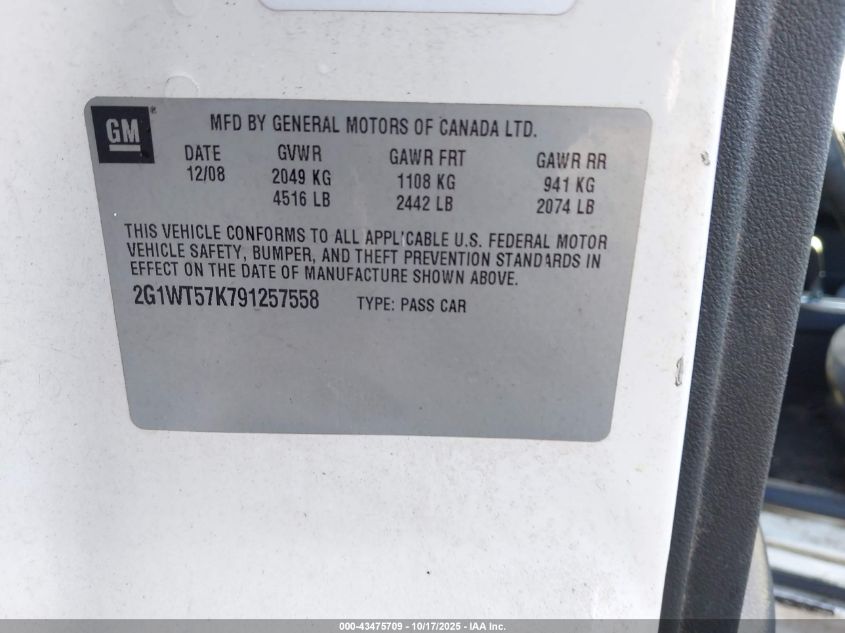 GM
MFD BY GENERAL MOTORS OF CANADA LTD.
DATE GVWR GAWR FRT GAWR RR
12/08 2049 KG 1108 KG 941 KG
4516 LB 2442 LB 2074 LB
THIS VEHICLE CONFORMS TO ALL APPLICABLE U.S. FEDERAL MOTOR
VEHICLE SAFETY, BUMPER, AND THEFT PREVENTION STANDARDS IN
EFFECT ON THE DATE OF MANUFACTURE SHOWN ABOVE.
2G1WT57K791257558 TYPE: PASS CAR
000-43475709 - 10/17/2025 - IAA Inc.